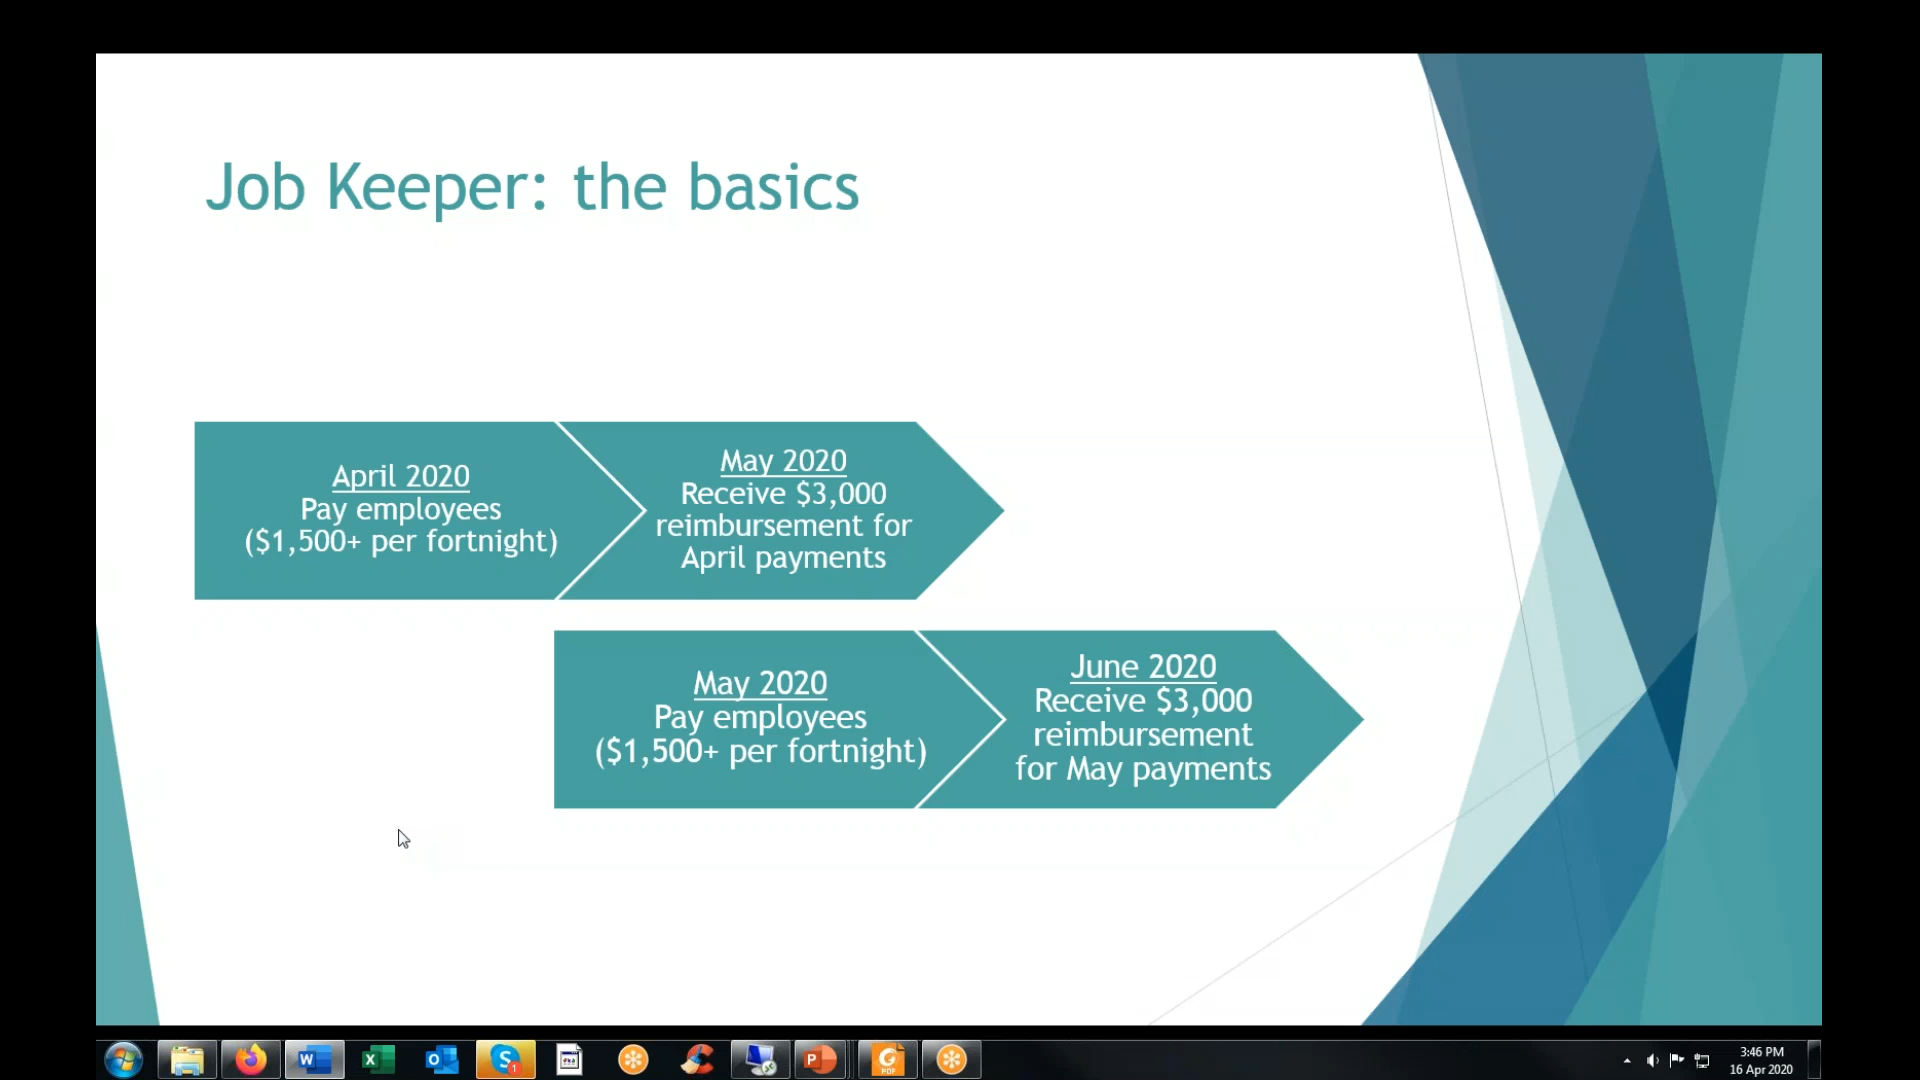 Job Keeper: the basics
April 2020
Pay employees
($1,500+ per fortnight)
May 2020
Receive $3,000
reimbursement for
April payments
May 2020
Pay employees
($1,500+ per fortnight)
June 2020
Receive $3,000
reimbursement
for May payments
3:46 PM
16 Apr 2020